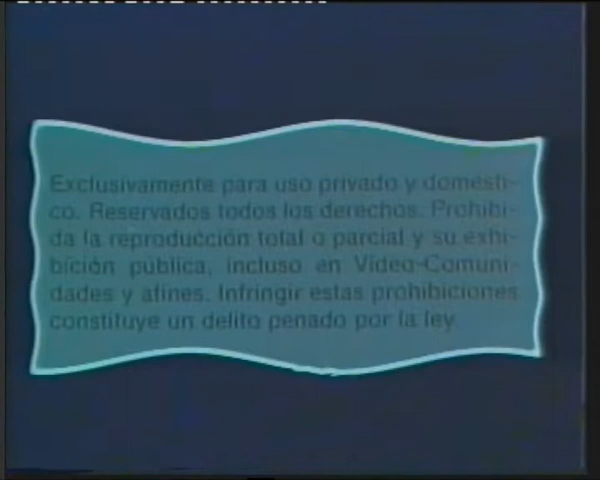 Exclusivamente para uso privado y domésti-
co. Reservados todos los derechos. Prohibi-
da la reproducción total o parcial y su exhi-
bición pública, incluso en Vídeo-Comuni-
dades y afines. Infringir estas prohibiciones
constituye un delito penado por la ley.